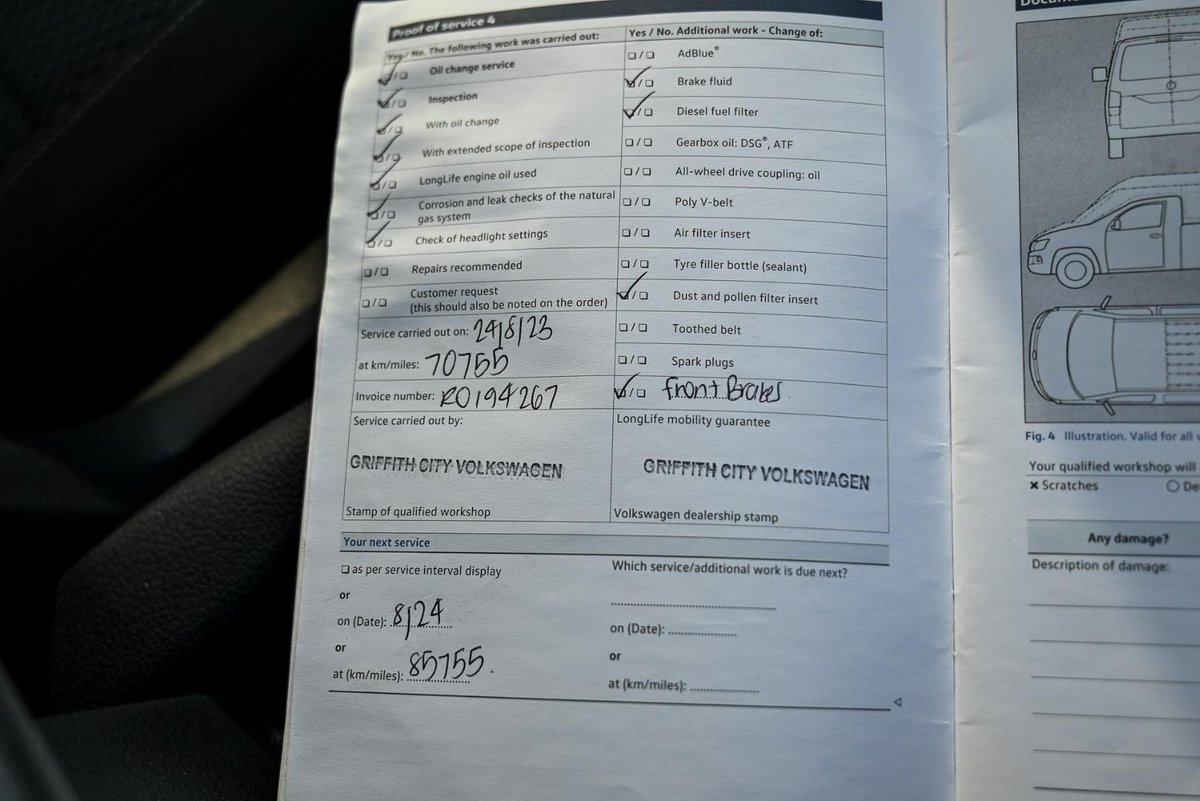 Proof of service 4
Yes / No. The following work was carried out:
❏ / ❏ Oil change service
❏ / ❏ Inspection
❏ / ❏ With oil change
❏ / ❏ With extended scope of inspection
❏ / ❏ LongLife engine oil used
❏ / ❏ Corrosion and leak checks of the natural
gas system
❏ / ❏ Check of headlight settings
❏ / ❏ Repairs recommended
❏ / ❏ Customer request
(this should also be noted on the order)
Service carried out on: 29/8/23
at km/miles: 70755
Invoice number: RO194267
Service carried out by:
GRIFFITH CITY VOLKSWAGEN
Stamp of qualified workshop
Yes / No. Additional work - Change of:
❏ / ❏ AdBlue®
❏ / ❏ Brake fluid
❏ / ❏ Diesel fuel filter
❏ / ❏ Gearbox oil: DSG®, ATF
❏ / ❏ All-wheel drive coupling: oil
❏ / ❏ Poly V-belt
❏ / ❏ Air filter insert
❏ / ❏ Tyre filler bottle (sealant)
❏ / ❏ Dust and pollen filter insert
❏ / ❏ Toothed belt
❏ / ❏ Spark plugs
❏ / ❏ Front Brakes
LongLife mobility guarantee
GRIFFITH CITY VOLKSWAGEN
Volkswagen dealership stamp
Your next service
❏ as per service interval display
or
on (Date): 8/24
or
at (km/miles): 85755
Which service/additional work is due next?
on (Date):
or
at (km/miles):
Fig. 4 Illustration. Valid for all
Your qualified workshop will
× Scratches
Any damage?
Description of damage: